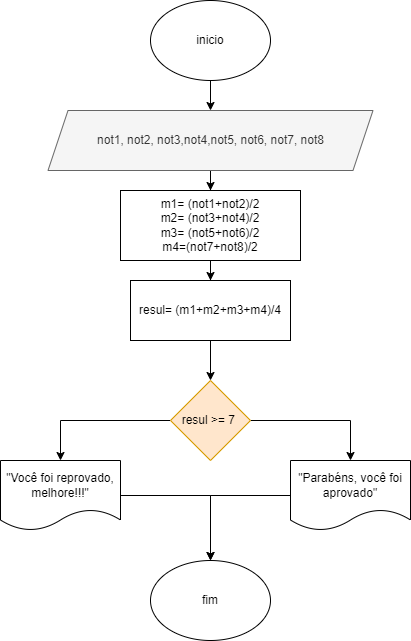 inicio
not1, not2, not3,not4,not5, not6, not7, not8
m1= (not1+not2)/2
m2= (not3+not4)/2
m3= (not5+not6)/2
m4=(not7+not8)/2
resul= (m1+m2+m3+m4)/4
resul >= 7
"Você foi reprovado,
melhore!!!"
"Parabéns, você foi
aprovado"
fim